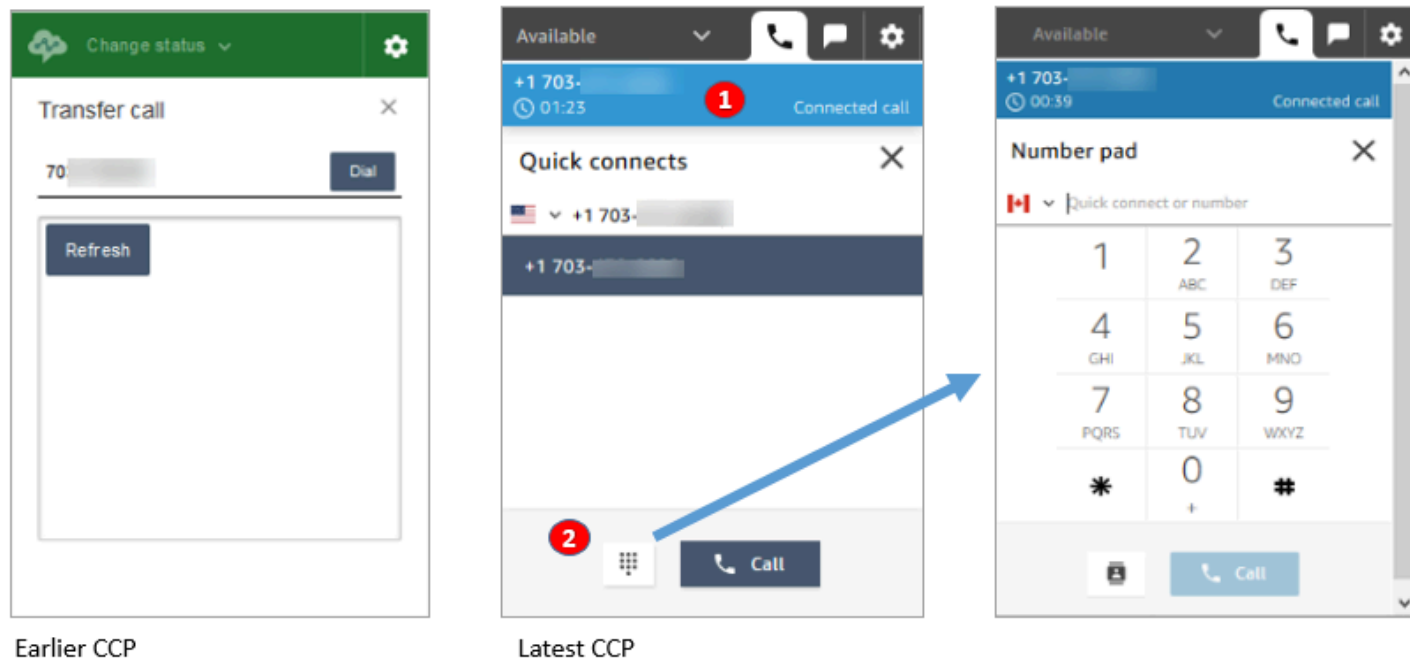 Change status
Transfer call
70
Dial
Refresh
Earlier CCP
Available
+1 703-
01:23
1
Connected call
Quick connects
+1 703-
+1 703-
2
Call
Latest CCP
Available
+1 703-
00:39
Connected call
Number pad
Quick connect or number
1 2 3
ABC DEF
4 5 6
GHI JKL MNO
7 8 9
PQRS TUV WXYZ
* 0 #
+
Call